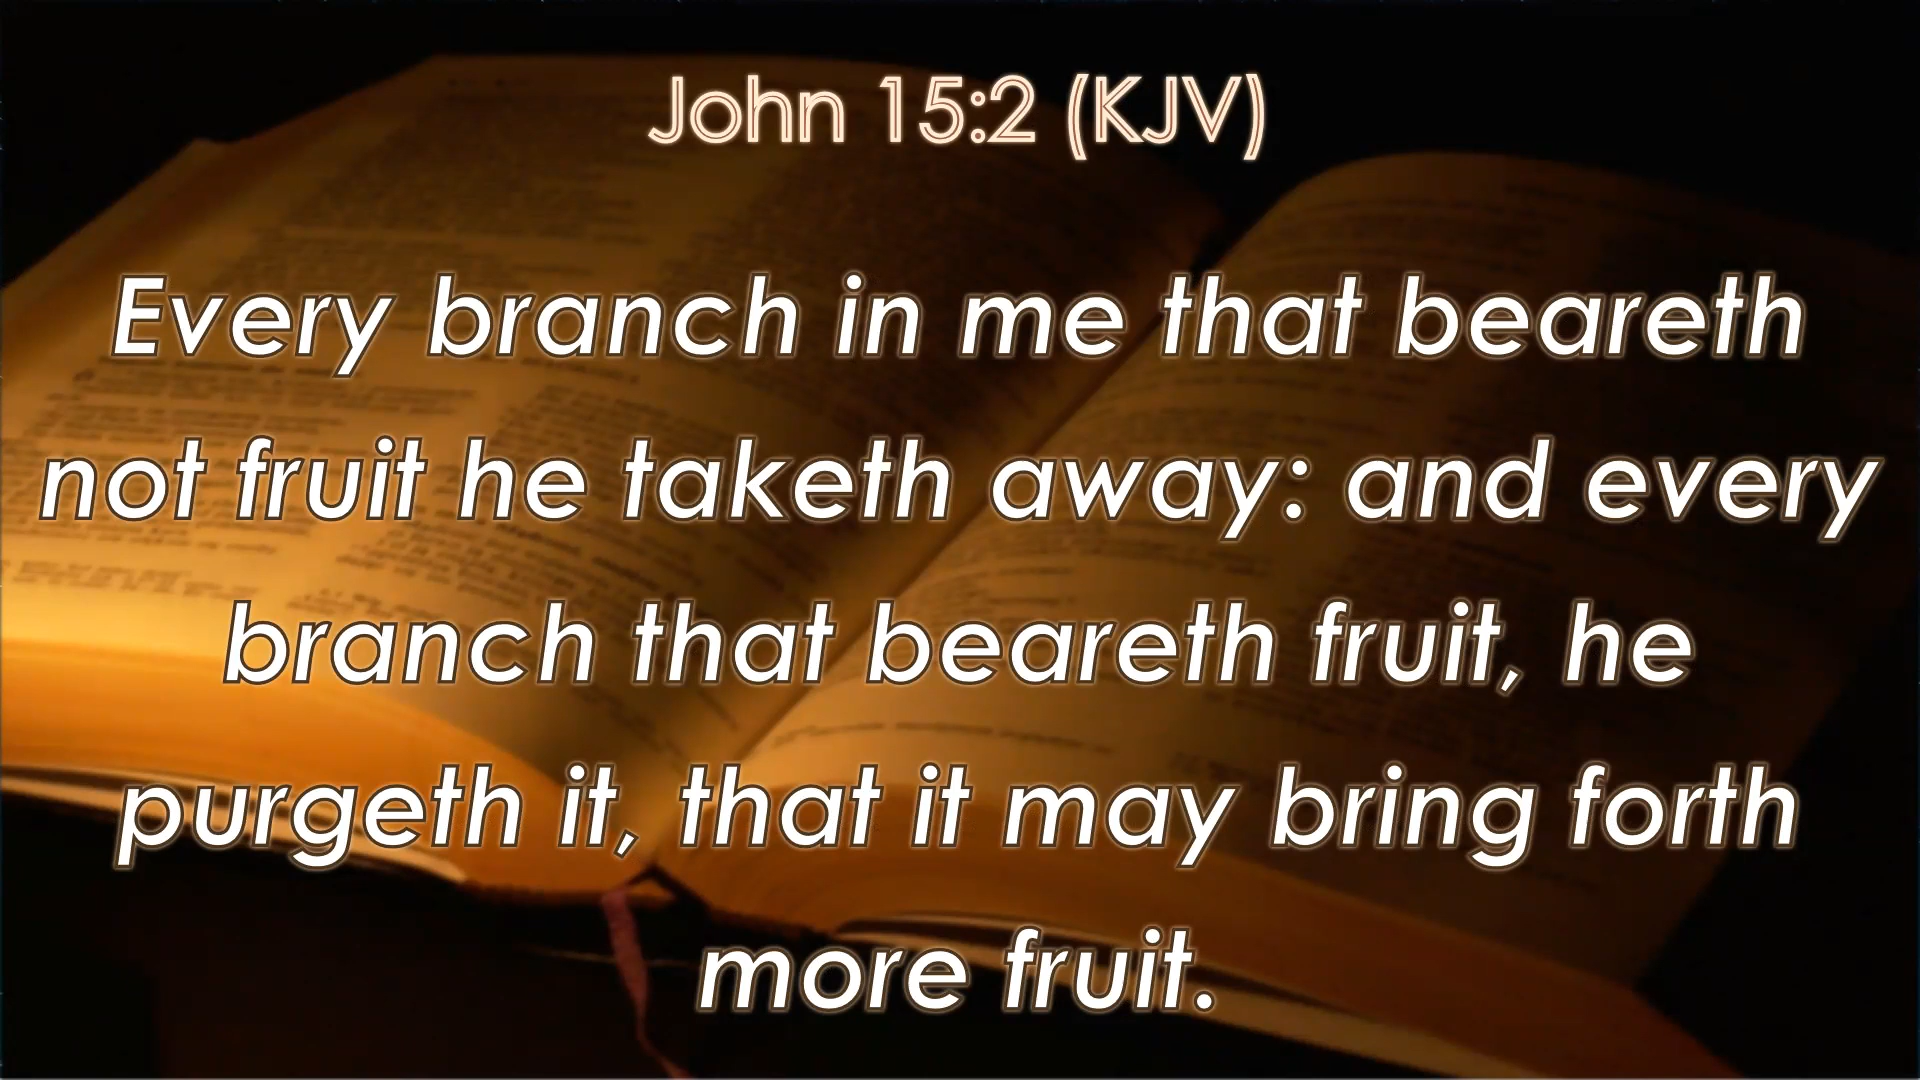 John 15:2 (KJV)
Every branch in me that beareth
not fruit he taketh away: and every
branch that beareth fruit, he
purgeth it, that it may bring forth
more fruit.